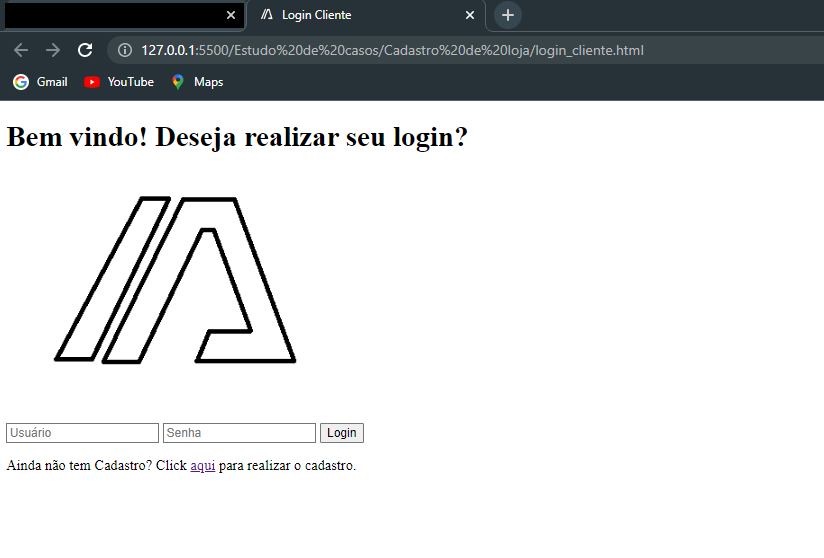 Login Cliente
127.0.0.1:5500/Estudo%20de%20casos/Cadastro%20de%20loja/login_cliente.html
Gmail YouTube Maps
Bem vindo! Deseja realizar seu login?
Usuário Senha Login
Ainda não tem Cadastro? Click aqui para realizar o cadastro.